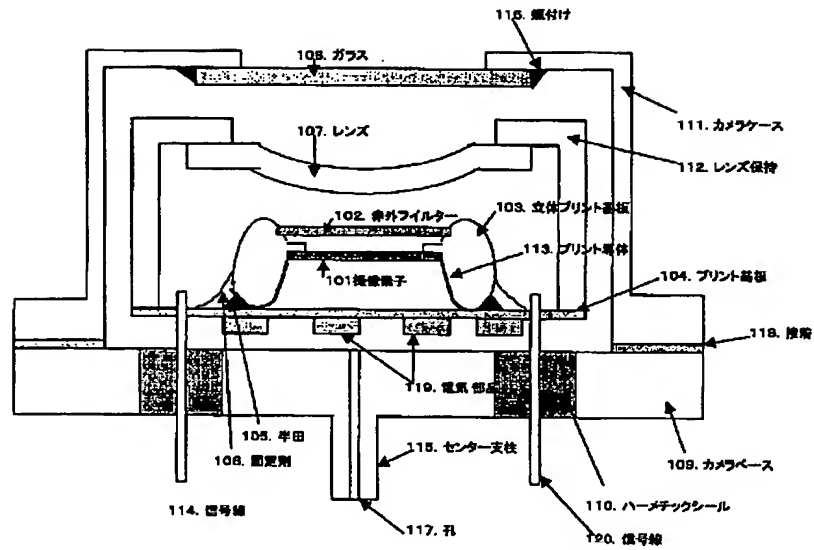 116. 蝋付け
108. ガラス
111. カメラケース
107. レンズ
112. レンズ保持
102. 赤外フイルター
103. 立体プリント基板
113. プリント導体
101撮像素子
104. プリント基板
118. 接着
119. 電気部品
105. 半田
106. 固定剤
115. センター支柱
109. カメラベース
114. 信号線
110. ハーメチックシール
117. 孔
120. 信号線